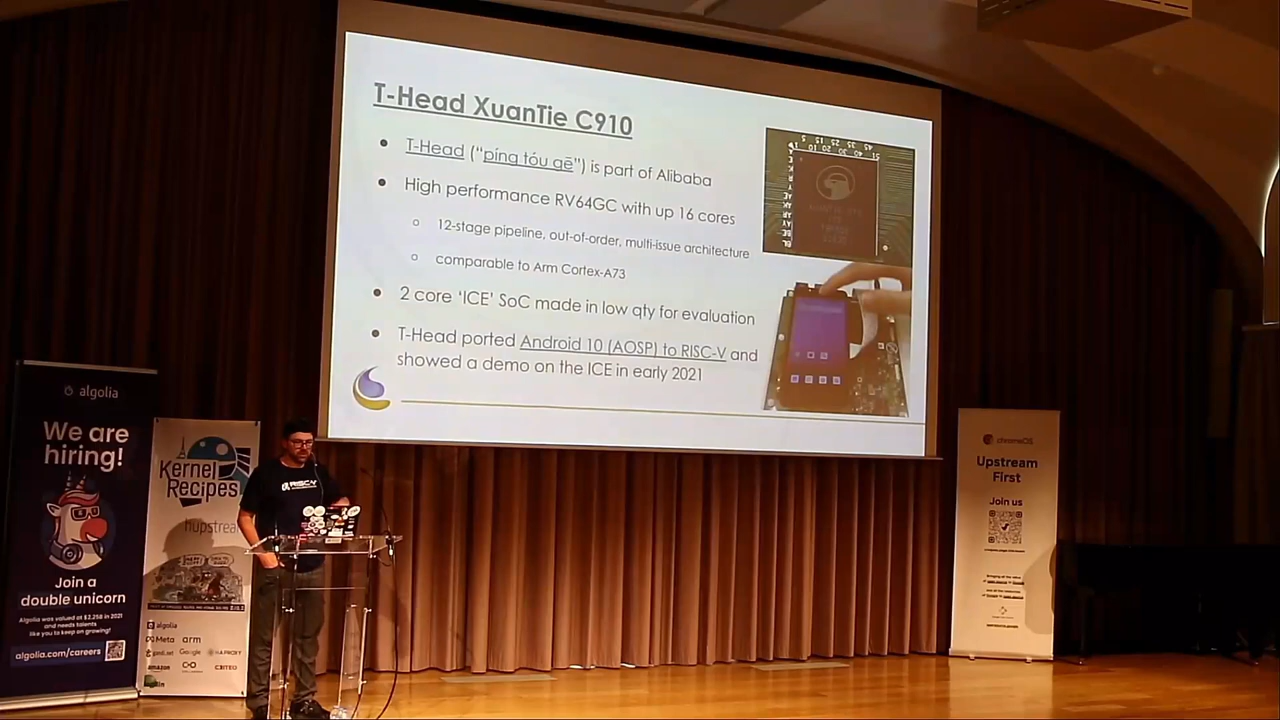 T-Head XuanTie C910
T-Head ("píng tóu gē") is part of Alibaba
High performance RV64GC with up 16 cores
12-stage pipeline, out-of-order, multi-issue architecture
comparable to Arm Cortex-A73
2 core 'ICE' SoC made in low qty for evaluation
T-Head ported Android 10 (AOSP) to RISC-V and
showed a demo on the ICE in early 2021
algolia
We are
hiring!
Join a
double unicorn
Algolia was valued at $2.25B in 2021
and needs talents
like you to keep on growing!
algolia.com/careers
Kernel
Recipes
hupstream
algolia
Meta arm
gandi.net Google HAPROXY
amazon CRITEO
RISC-V
chromeOS
Upstream
First
Join us